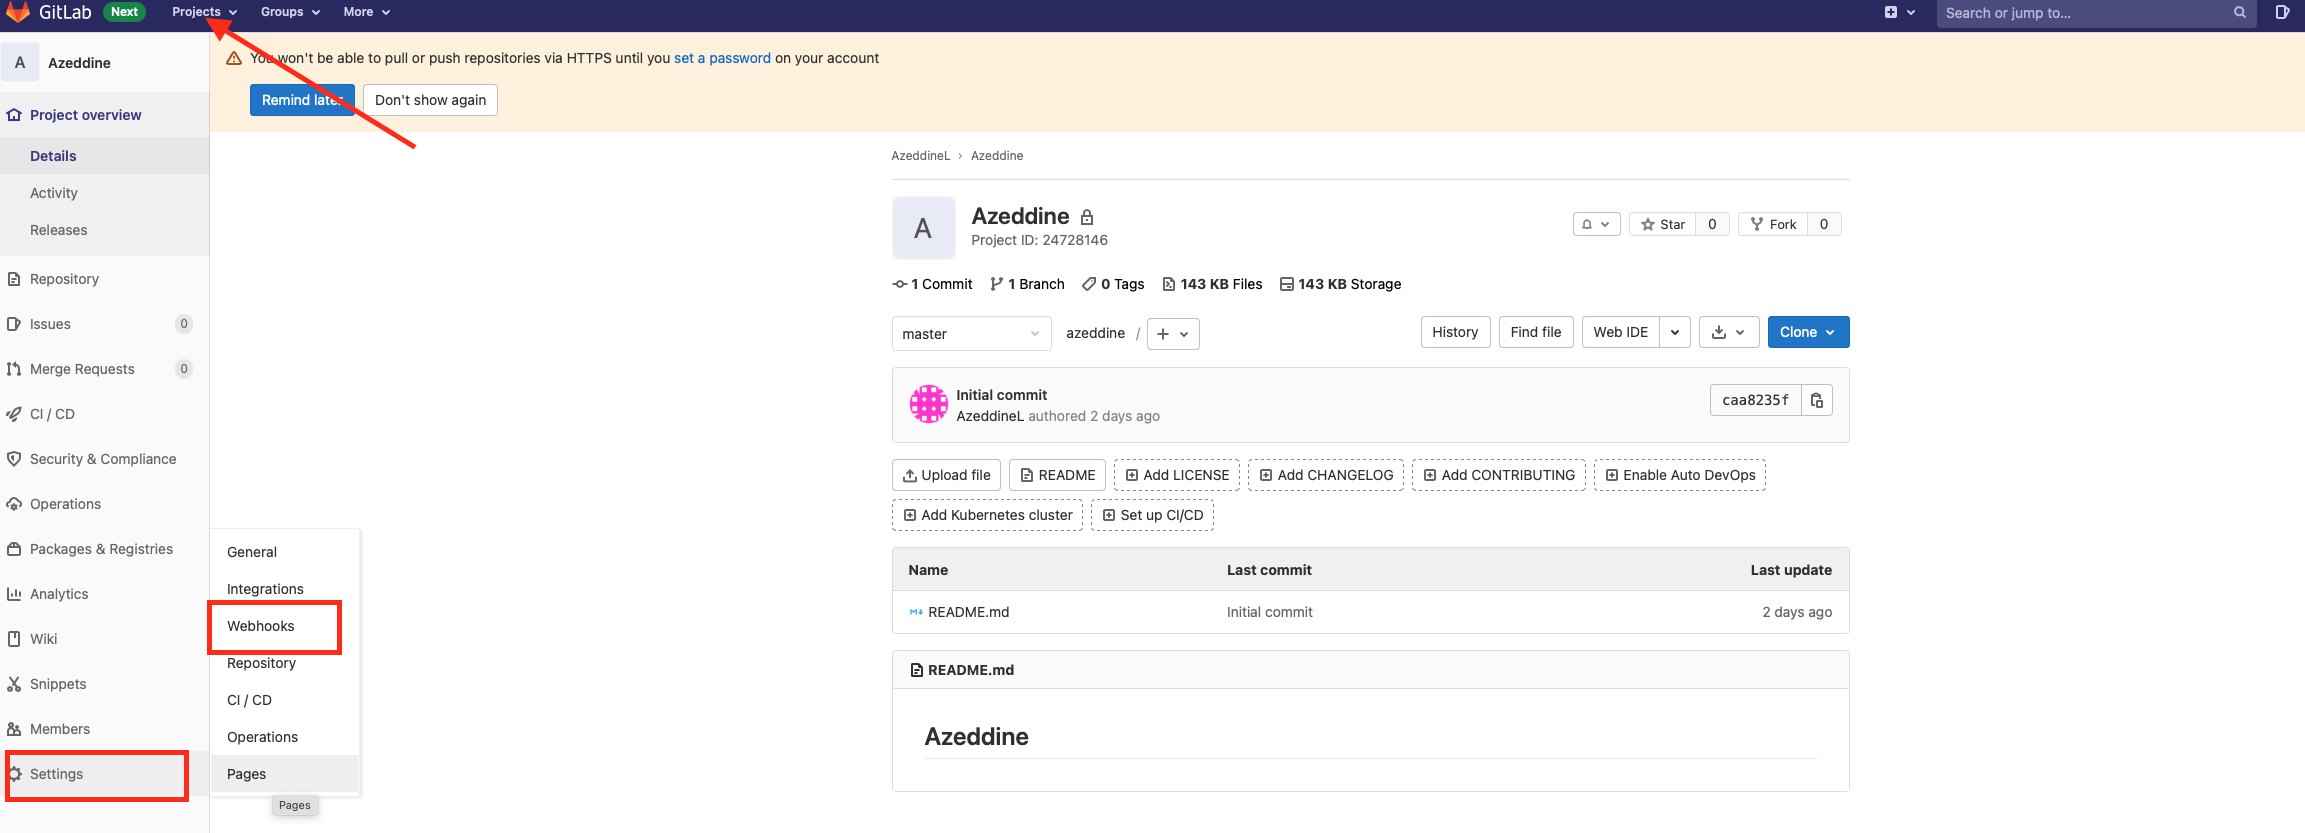 GitLab Next Projects Groups More Search or jump to...
A Azeddine
You won't be able to pull or push repositories via HTTPS until you set a password on your account
Remind later Don't show again
Project overview
Details
Activity
Releases
Repository
Issues 0
Merge Requests 0
CI / CD
Security & Compliance
Operations
Packages & Registries
Analytics
Wiki
Snippets
Members
Settings
General
Integrations
Webhooks
Repository
CI / CD
Operations
Pages
Pages
AzeddineL › Azeddine
A
Azeddine
Project ID: 24728146
Star 0 Fork 0
1 Commit 1 Branch 0 Tags 143 KB Files 143 KB Storage
master azeddine / + History Find file Web IDE Clone
Initial commit
AzeddineL authored 2 days ago
caa8235f
Upload file README Add LICENSE Add CHANGELOG Add CONTRIBUTING Enable Auto DevOps
Add Kubernetes cluster Set up CI/CD
Name Last commit Last update
README.md Initial commit 2 days ago
README.md
Azeddine